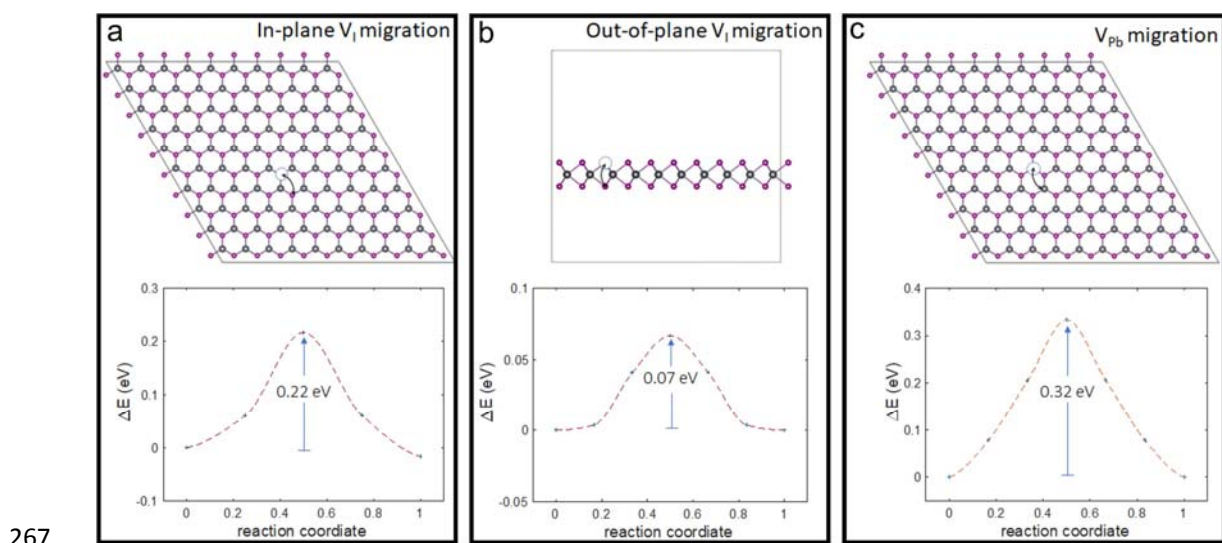 a
In-plane V_I migration
0.3
0.2
0.1
0
-0.1
ΔE (eV)
0.22 eV
0 0.2 0.4 0.6 0.8 1
reaction coordiate
b
Out-of-plane V_I migration
0.1
0.05
0
-0.05
ΔE (eV)
0.07 eV
0 0.2 0.4 0.6 0.8 1
reaction coordiate
c
V_Pb migration
0.4
0.3
0.2
0.1
0
ΔE (eV)
0.32 eV
0 0.2 0.4 0.6 0.8 1
reaction coordiate
267